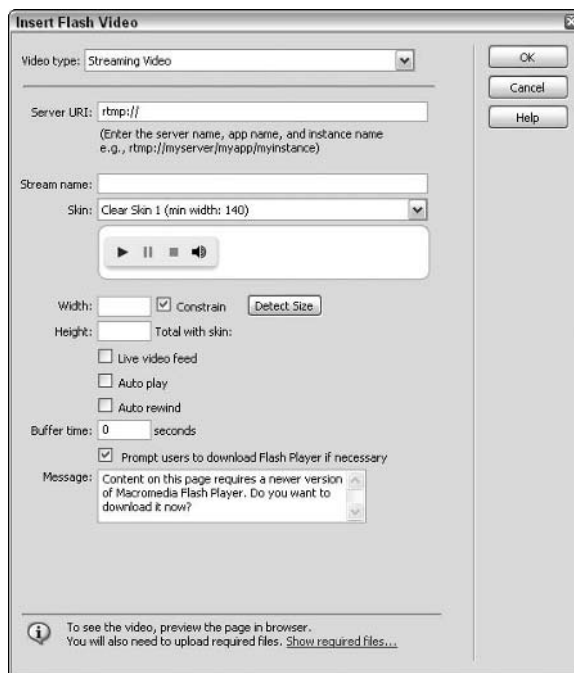 Insert Flash Video
Video type: Streaming Video
OK
Cancel
Help
Server URI: rtmp://
(Enter the server name, app name, and instance name
e.g., rtmp://myserver/myapp/myinstance)
Stream name:
Skin: Clear Skin 1 (min width: 140)
Width: Constrain Detect Size
Height: Total with skin:
Live video feed
Auto play
Auto rewind
Buffer time: 0 seconds
Prompt users to download Flash Player if necessary
Message: Content on this page requires a newer version
of Macromedia Flash Player. Do you want to
download it now?
To see the video, preview the page in browser.
You will also need to upload required files. Show required files...